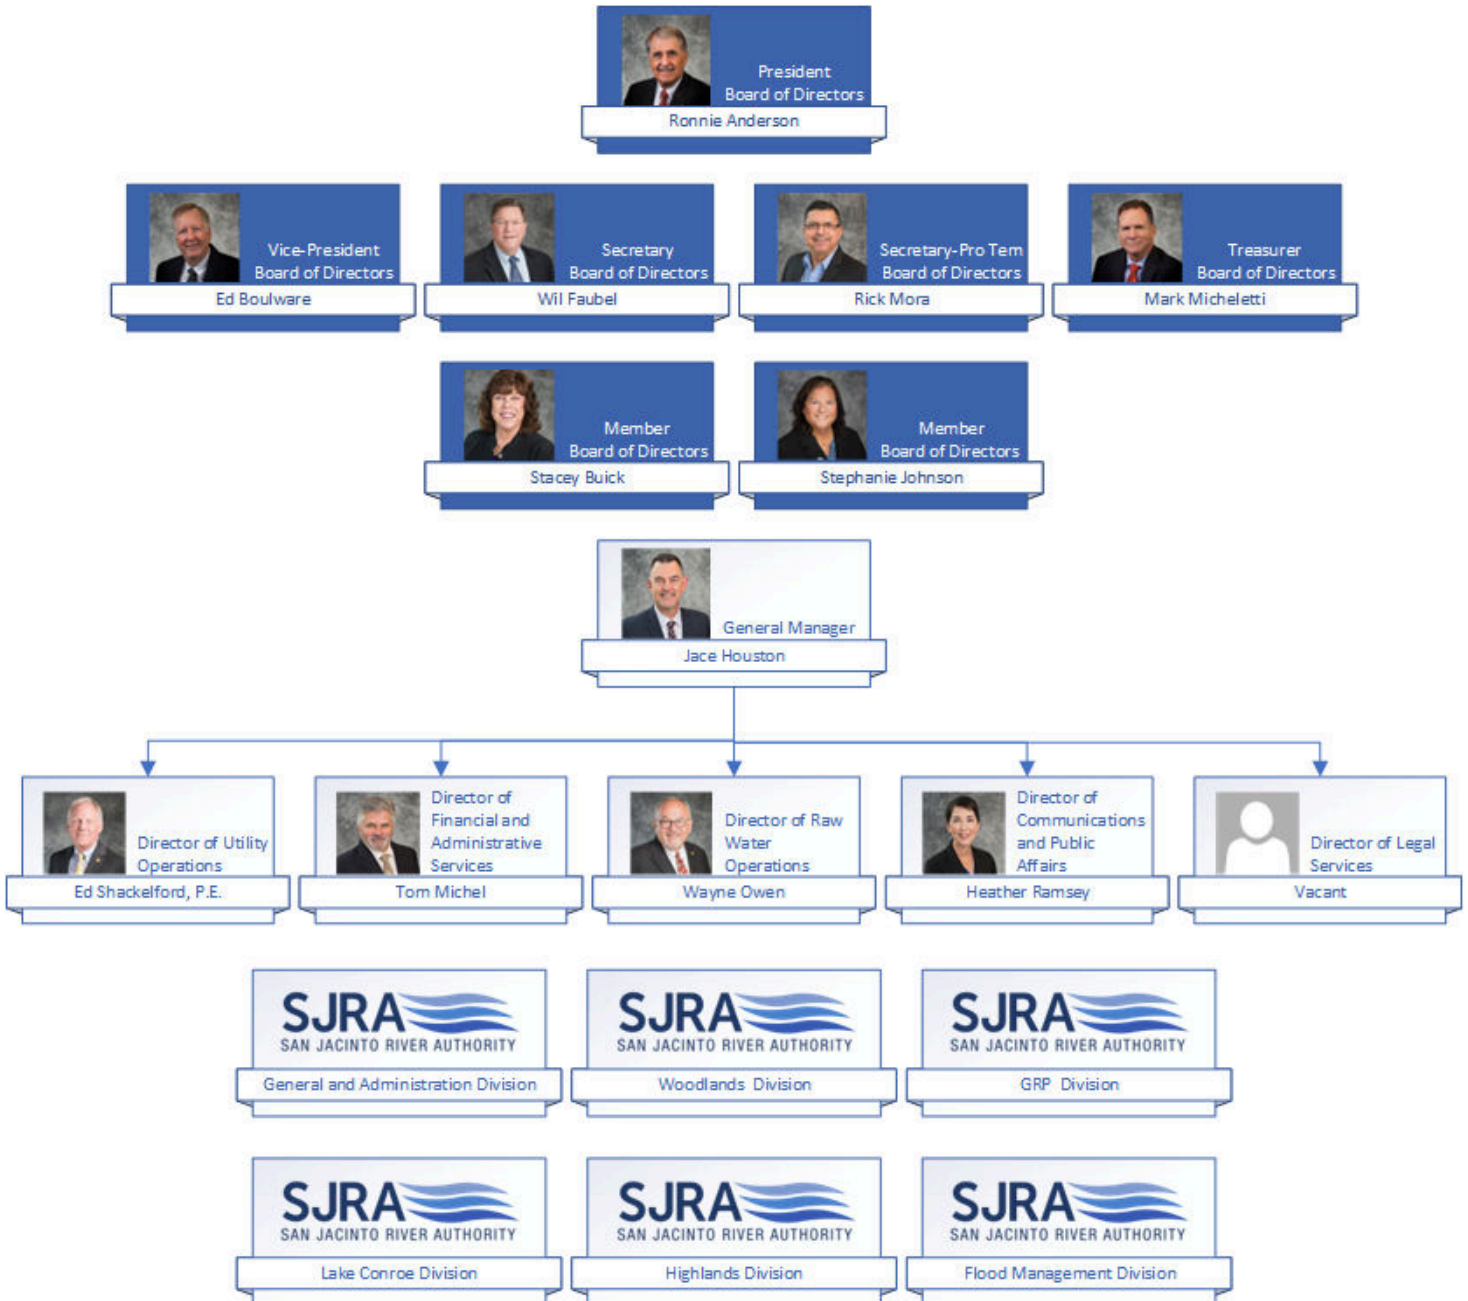 President
Board of Directors
Ronnie Anderson
Vice-President
Board of Directors
Ed Boulware
Secretary
Board of Directors
Wil Faubel
Secretary-Pro Tem
Board of Directors
Rick Mora
Treasurer
Board of Directors
Mark Micheletti
Member
Board of Directors
Stacey Buick
Member
Board of Directors
Stephanie Johnson
General Manager
Jace Houston
Director of Utility
Operations
Ed Shackelford, P.E.
Director of
Financial and
Administrative
Services
Tom Michel
Director of Raw
Water
Operations
Wayne Owen
Director of
Communications
and Public
Affairs
Heather Ramsey
Director of Legal
Services
Vacant
SJRA
SAN JACINTO RIVER AUTHORITY
General and Administration Division
SJRA
SAN JACINTO RIVER AUTHORITY
Woodlands Division
SJRA
SAN JACINTO RIVER AUTHORITY
GRP Division
SJRA
SAN JACINTO RIVER AUTHORITY
Lake Conroe Division
SJRA
SAN JACINTO RIVER AUTHORITY
Highlands Division
SJRA
SAN JACINTO RIVER AUTHORITY
Flood Management Division